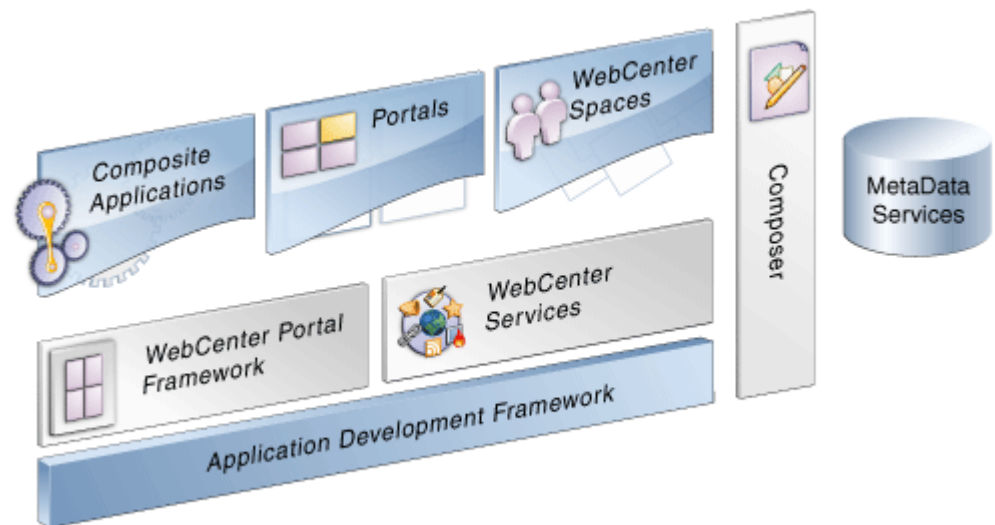 Composite
Applications
Portals
WebCenter
Spaces
Composer
MetaData
Services
WebCenter Portal
Framework
WebCenter
Services
Application Development Framework